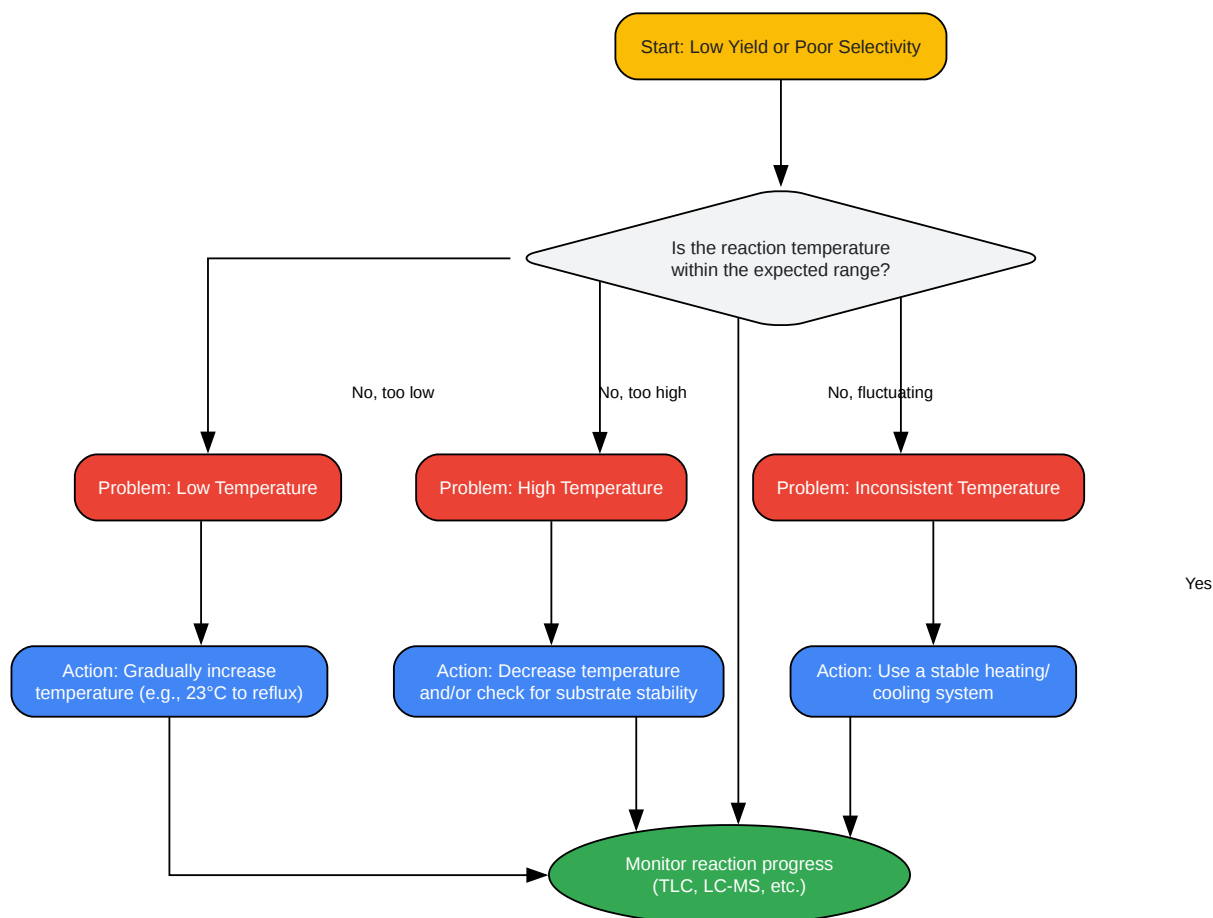 Start: Low Yield or Poor Selectivity
Is the reaction temperature
within the expected range?
No, too low
No, too high
No, fluctuating
Problem: Low Temperature
Problem: High Temperature
Problem: Inconsistent Temperature
Yes
Action: Gradually increase
temperature (e.g., 23°C to reflux)
Action: Decrease temperature
and/or check for substrate stability
Action: Use a stable heating/
cooling system
Monitor reaction progress
(TLC, LC-MS, etc.)